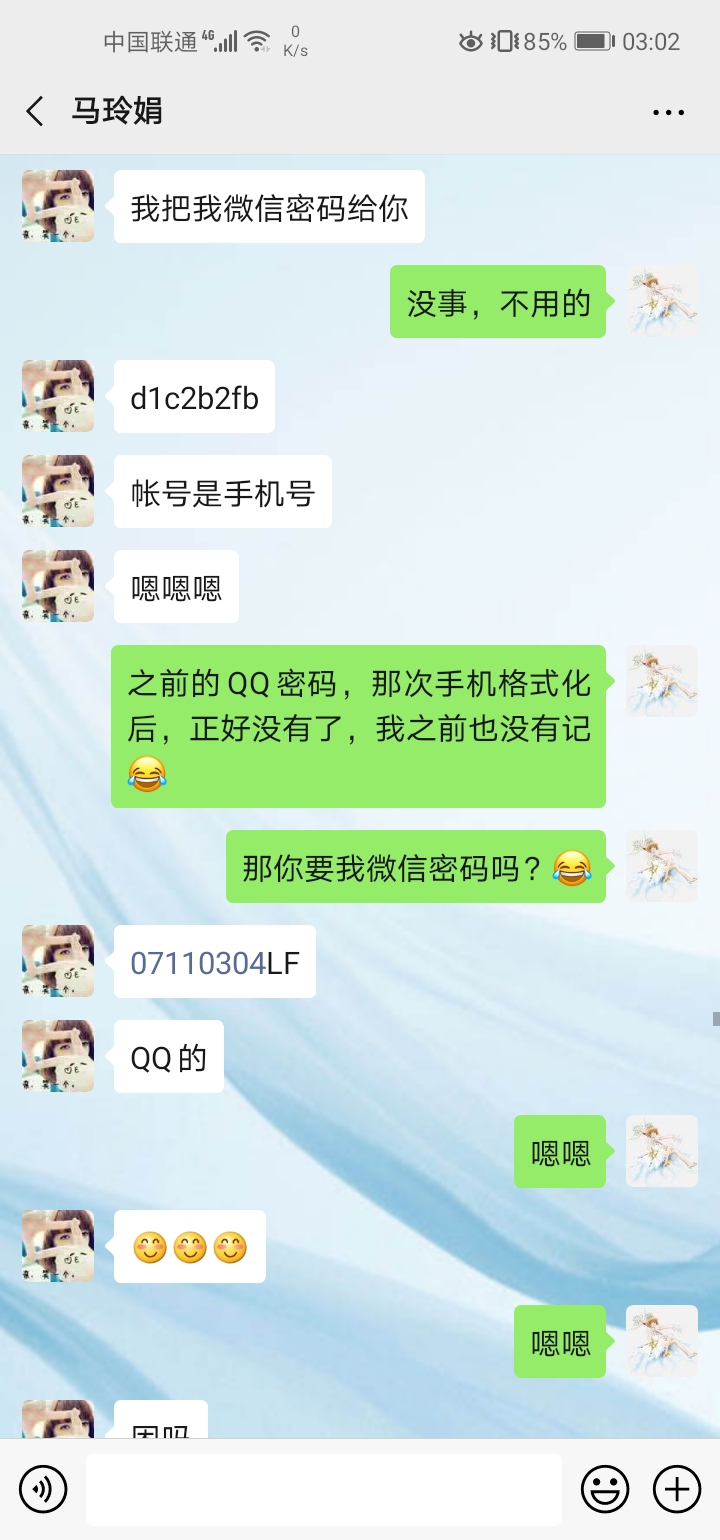 中国联通 4G 0 K/s 85% 03:02
马玲娟
我把我微信密码给你
没事，不用的
d1c2b2fb
帐号是手机号
嗯嗯嗯
之前的QQ密码，那次手机格式化
后，正好没有了，我之前也没有记
😂
那你要我微信密码吗？😂
07110304LF
QQ的
嗯嗯
😊😊😊
嗯嗯